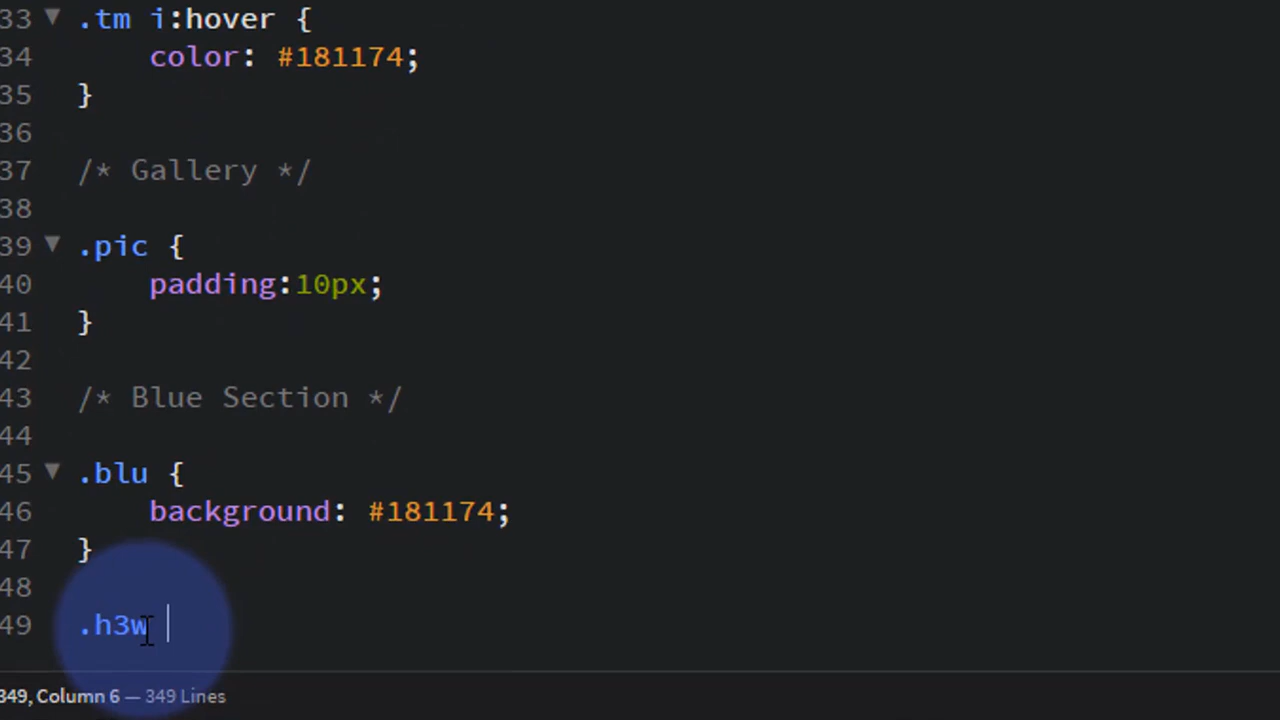 33 ▼ .tm i:hover {
34 color: #181174;
35 }
36
37 /* Gallery */
38
39 ▼ .pic {
40 padding:10px;
41 }
42
43 /* Blue Section */
44
45 ▼ .blu {
46 background: #181174;
47 }
48
49 .h3w
349, Column 6 — 349 Lines